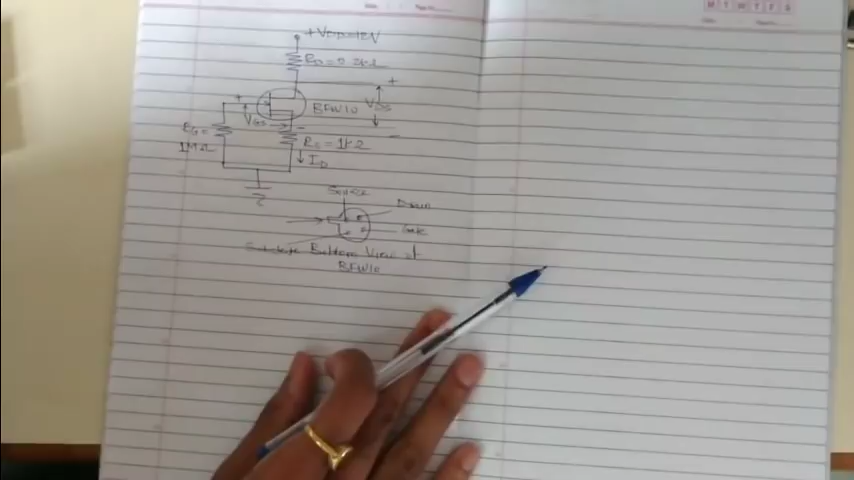 +VDD=12V
RD=2.2kΩ
+
+
BFW10
VDS
VGS
-
-
RG=
1MΩ
RS=1kΩ
ID
Source
Drain
Gate
Substrate
Bottom View of
BFW10
M T W T F S